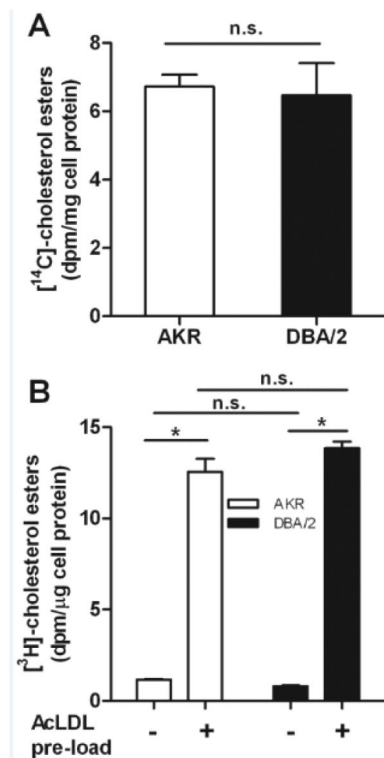 A
n.s.
[¹⁴C]-cholesterol esters
(dpm/mg cell protein)
8
6
4
2
0
AKR
DBA/2
B
n.s.
n.s.
*
*
[³H]-cholesterol esters
(dpm/µg cell protein)
15
10
5
0
AKR
DBA/2
AcLDL
pre-load
- + - +